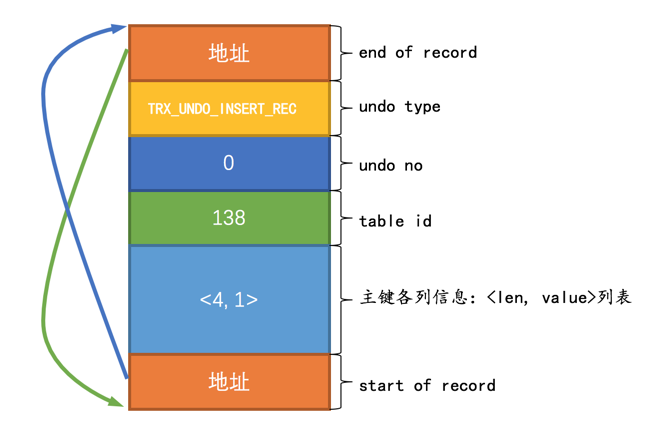 地址 end of record
TRX_UNDO_INSERT_REC undo type
0 undo no
138 table id
<4, 1> 主键各列信息：<len, value>列表
地址 start of record